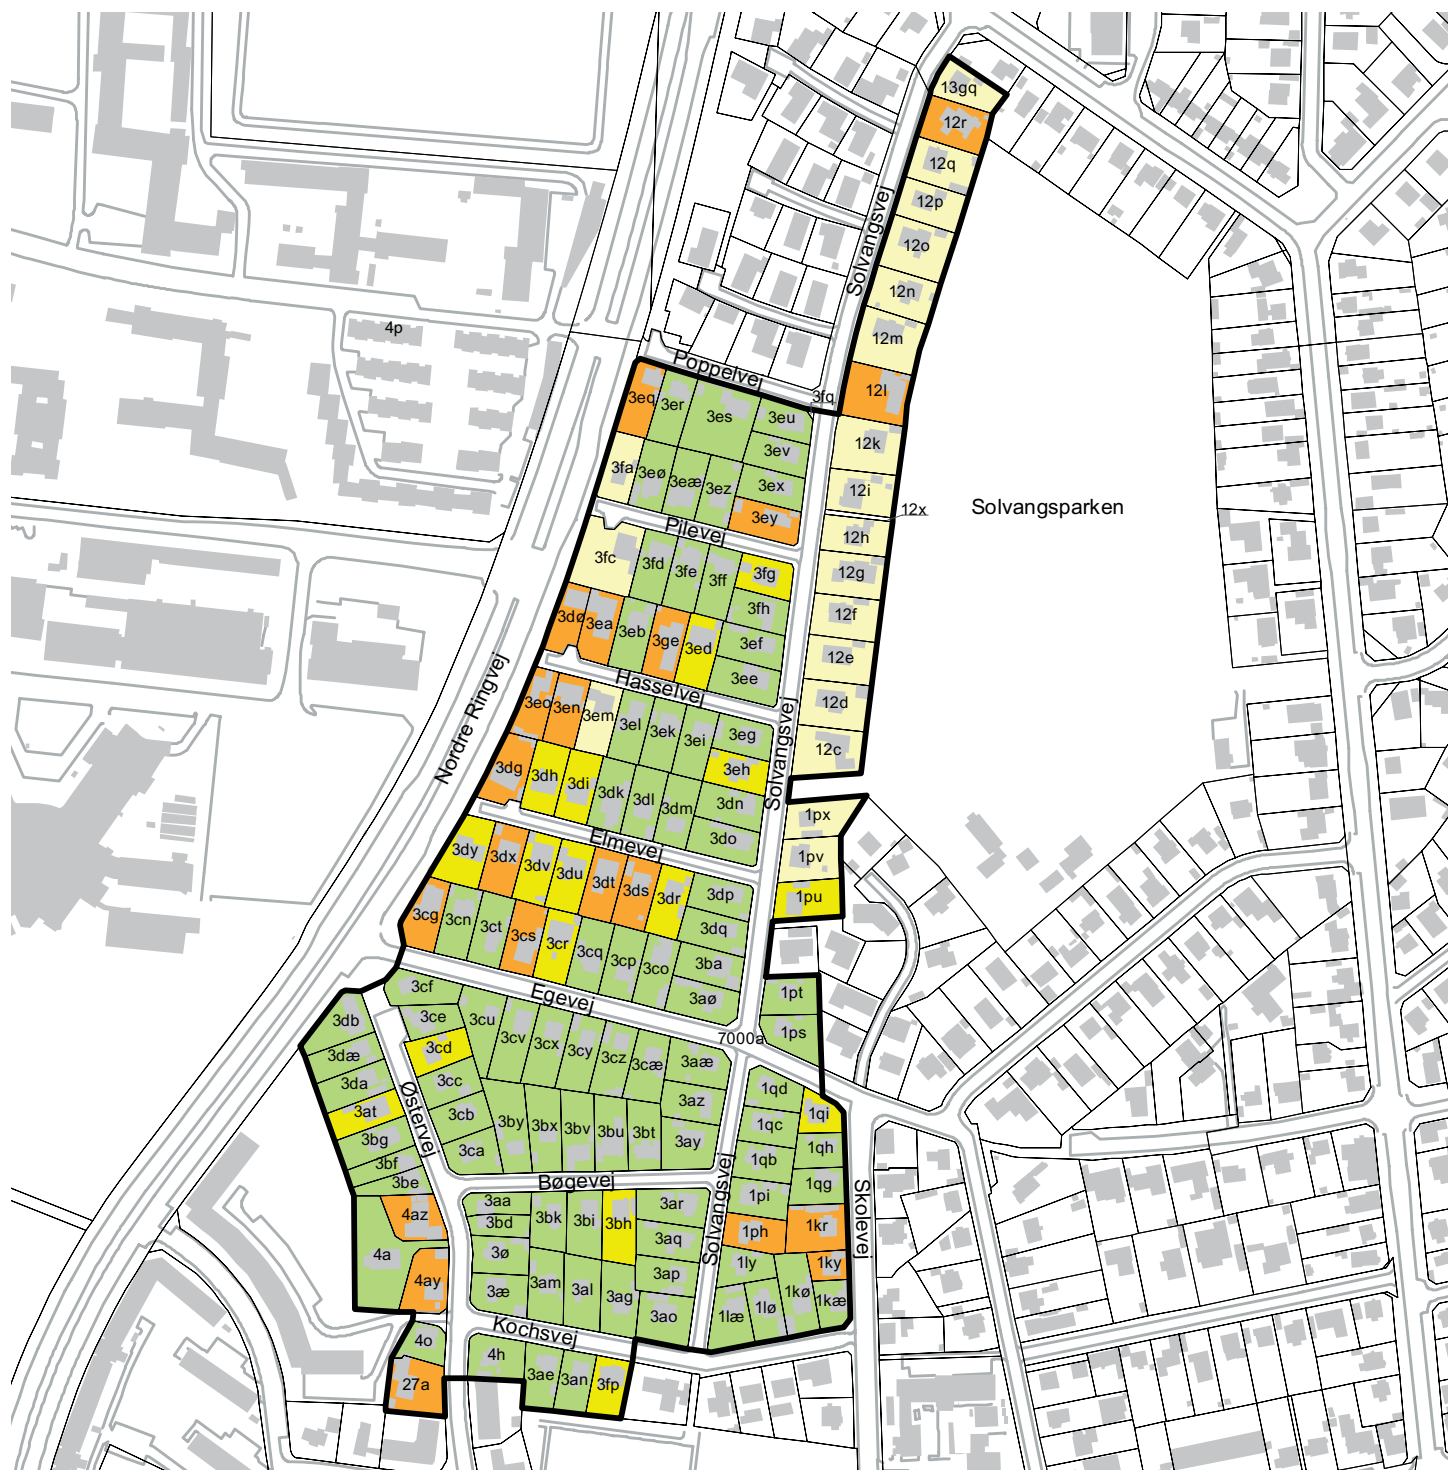 13gq
12r
12q
12p
Solvangsvej
12o
12n
4p
12m
Poppelvej
12l
3fq
3eq
3er
3es
3eu
12k
3ev
3fa
3eø
3eæ
3ez
3ex
12i
3ey
12x
Solvangsparken
Pilevej
12h
3fc
3fd
3fe
3ff
3fg
12g
3fh
12f
3dø
3ea
3eb
3ge
3ed
3ef
12e
3ee
Hasselvej
Nordre Ringvej
3eo
3en
3em
3el
3ek
3ei
3eg
12d
Solvangsvej
12c
3dg
3dh
3di
3dk
3dl
3dm
3eh
3dn
3do
1px
Elmevej
3dy
3dx
3dv
3du
3dt
3ds
3dr
3dp
1pv
1pu
3cg
3cn
3ct
3cs
3cr
3cq
3cp
3co
3dq
3ba
3aø
Egevej
1pt
1ps
7000a
3cf
3ce
3cu
3cv
3cx
3cy
3cz
3cæ
3aæ
3db
3dæ
3da
3cd
3cc
3at
Østervej
3cb
3by
3bx
3bv
3bu
3bt
3az
3ay
3bg
3ca
3bf
3be
Bøgevej
1qd
1qi
1qc
1qh
1qb
1qg
1pi
Solvangsvej
Skolevej
4az
3aa
3bd
3bk
3bi
3bh
3ar
1ph
1kr
4a
3ø
3aq
1ly
1ky
4ay
3æ
3am
3al
3ag
3ap
3ao
1læ
1lø
1kø
1kæ
Kochsvej
4o
4h
27a
3ae
3an
3fp